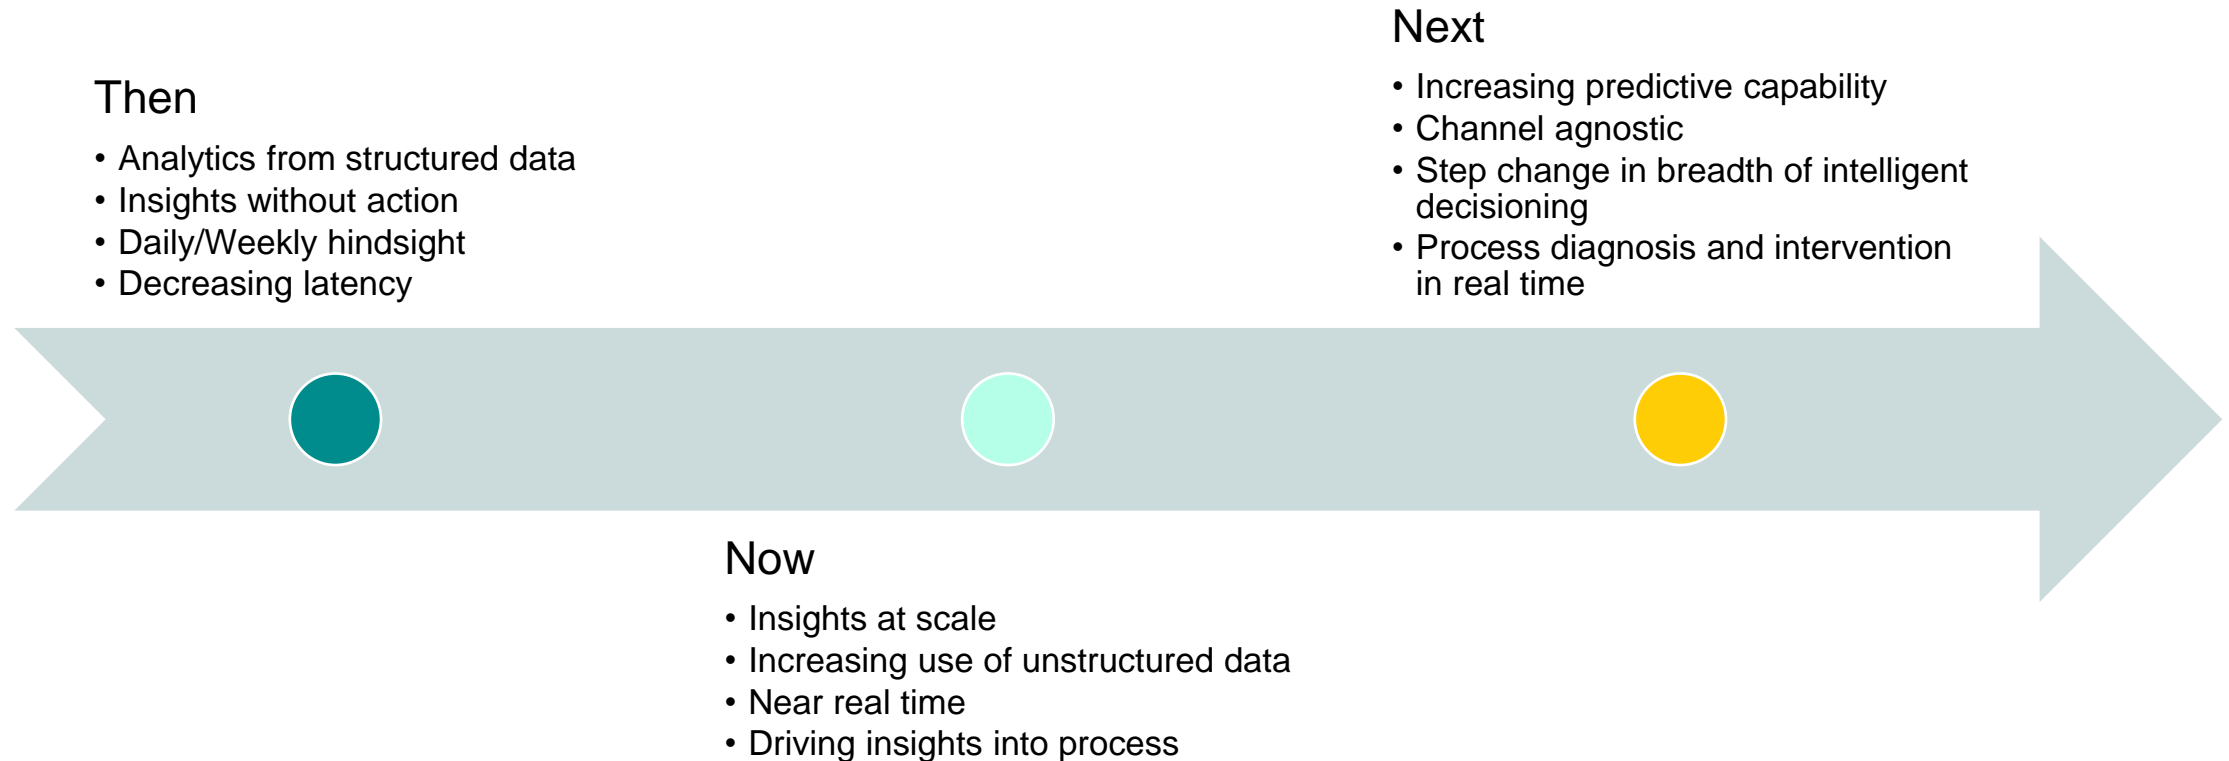 Then
• Analytics from structured data
• Insights without action
• Daily/Weekly hindsight
• Decreasing latency
Now
• Insights at scale
• Increasing use of unstructured data
• Near real time
• Driving insights into process
Next
• Increasing predictive capability
• Channel agnostic
• Step change in breadth of intelligent
decisioning
• Process diagnosis and intervention
in real time